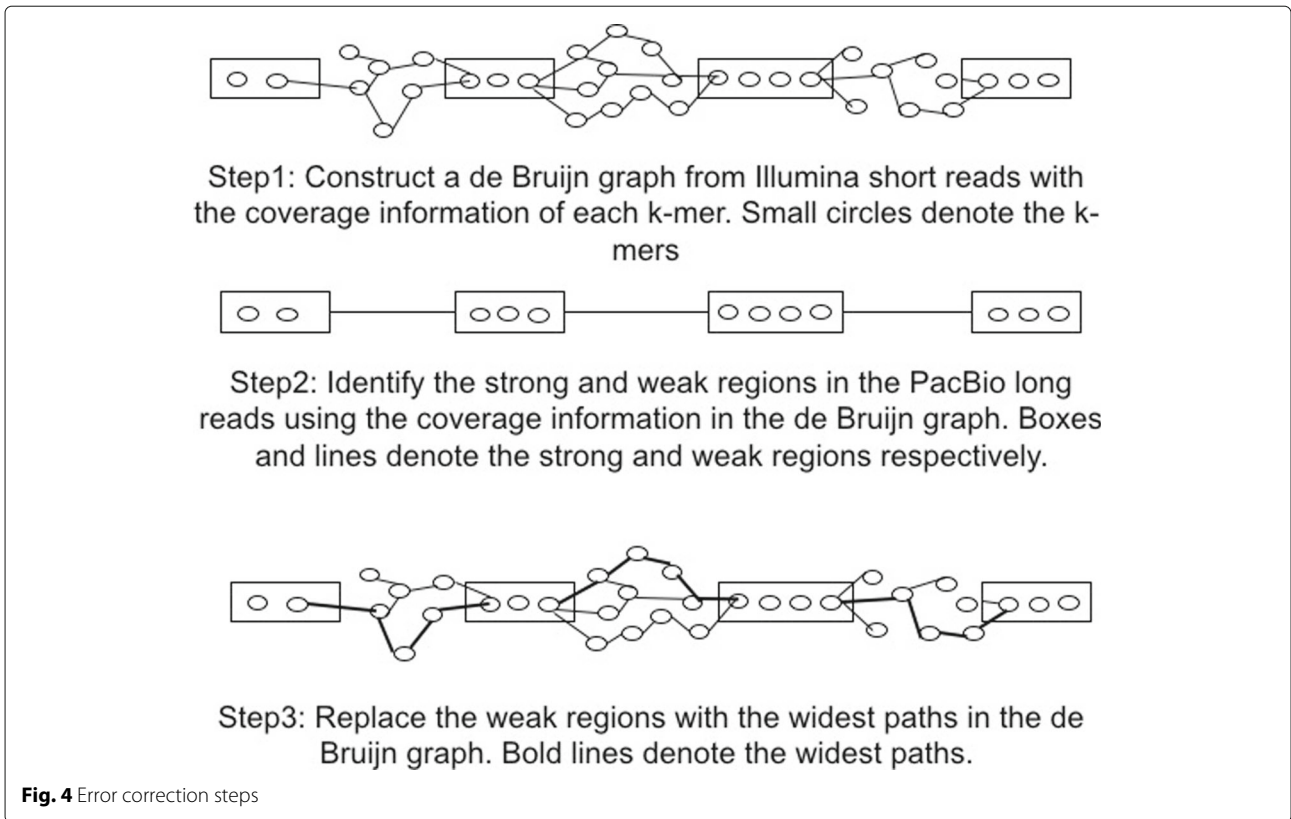 Step1: Construct a de Bruijn graph from Illumina short reads with
the coverage information of each k-mer. Small circles denote the k-
mers
Step2: Identify the strong and weak regions in the PacBio long
reads using the coverage information in the de Bruijn graph. Boxes
and lines denote the strong and weak regions respectively.
Step3: Replace the weak regions with the widest paths in the de
Bruijn graph. Bold lines denote the widest paths.
Fig. 4 Error correction steps